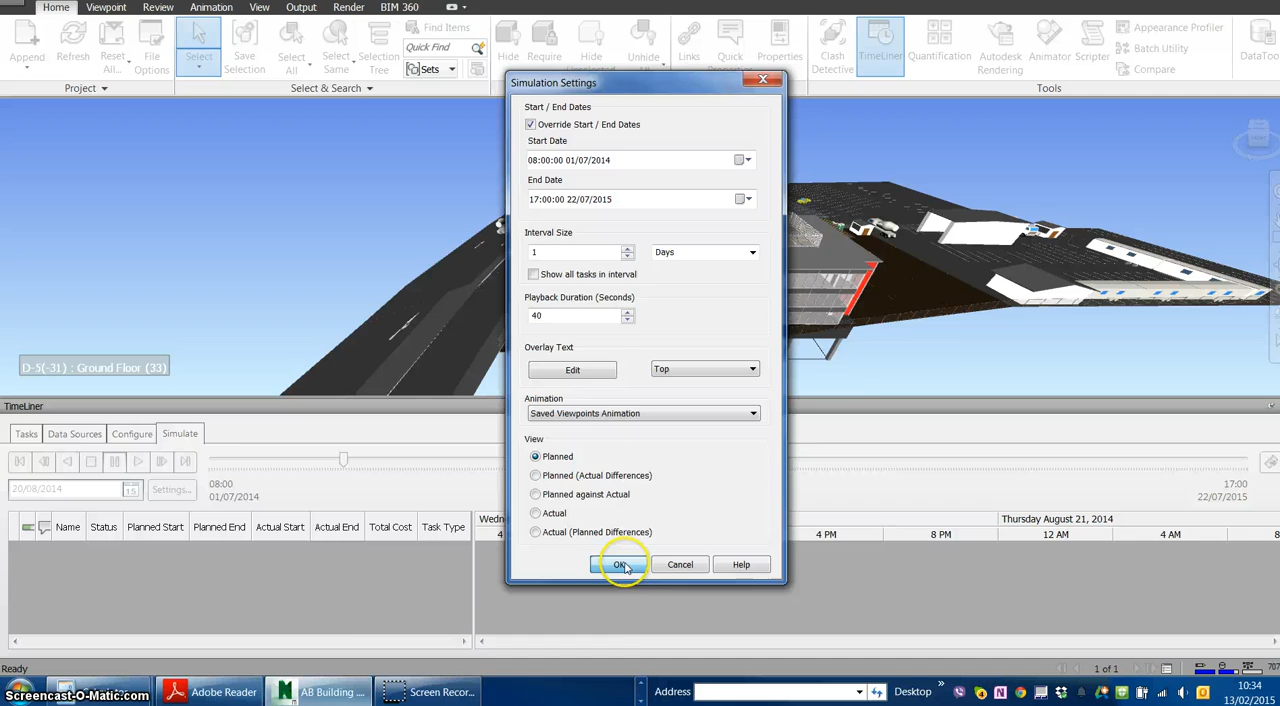 Home Viewpoint Review Animation View Output Render BIM 360
Append Refresh Reset All... File Options Select Save Selection Select All Select Same Selection Tree Find Items Quick Find Sets Hide Require Hide Unhide Links Quick Properties Clash Detective TimeLiner Quantification Autodesk Rendering Animator Scripter Appearance Profiler Batch Utility Compare
Project Select & Search Tools
Simulation Settings
Start / End Dates
Override Start / End Dates
Start Date
08:00:00 01/07/2014
End Date
17:00:00 22/07/2015
Interval Size
1 Days
Show all tasks in interval
Playback Duration (Seconds)
40
Overlay Text
Edit Top
Animation
Saved Viewpoints Animation
View
Planned
Planned (Actual Differences)
Planned against Actual
Actual
Actual (Planned Differences)
OK Cancel Help
D-5(-31) : Ground Floor (33)
TimeLiner
Tasks Data Sources Configure Simulate
20/08/2014 15 Settings...
08:00
01/07/2014
17:00
22/07/2015
Name Status Planned Start Planned End Actual Start Actual End Total Cost Task Type
Thursday August 21, 2014
4 PM 8 PM 12 AM 4 AM
Ready
1 of 1
Screencast-O-Matic.com
Adobe Reader AB Building ... Screen Recor...
Address Desktop
10:34
13/02/2015